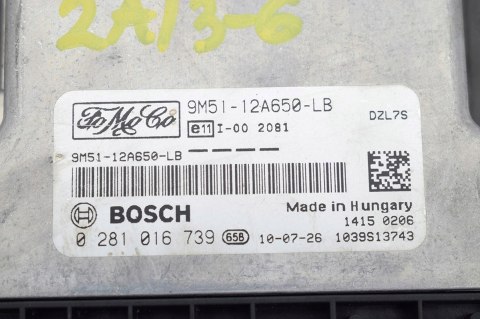 2A13-6
FoMoCo 9M51-12A650-LB
e11 I-00 2081 DZL7S
9M51-12A650-LB
BOSCH Made in Hungary
1415 0206
0 281 016 739 65B 10-07-26 1039S13743